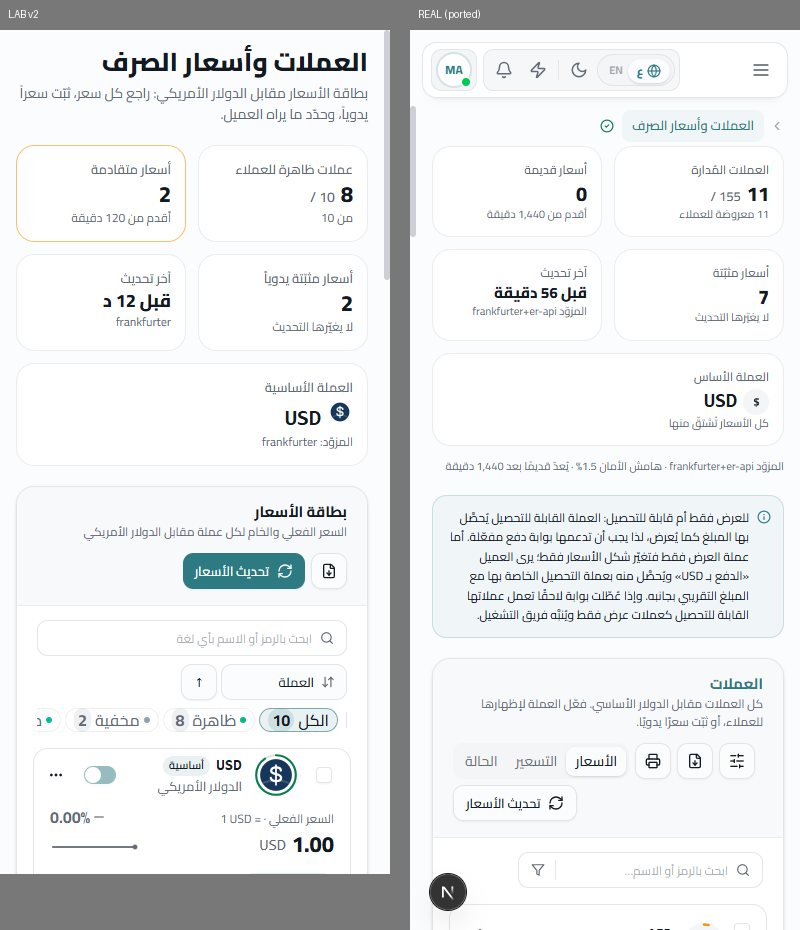 LAB v2
العملات وأسعار الصرف
بطاقة الأسعار مقابل الدولار الأمريكي: راجع كل سعر، ثبّت سعراً
يدوياً، وحدّد ما يراه العميل.
عملات ظاهرة للعملاء
8 / 10
من 10
أسعار متقادمة
2
أقدم من 120 دقيقة
أسعار مثبّتة يدوياً
2
لا يغيّرها التحديث
آخر تحديث
قبل 12 د
frankfurter
العملة الأساسية
$ USD
المزوّد: frankfurter
بطاقة الأسعار
السعر الفعلي والخام لكل عملة مقابل الدولار الأمريكي
تحديث الأسعار
ابحث بالرمز أو الاسم بأي لغة
العملة
↑
الكل 10
ظاهرة 8
مخفية 2
USD أساسية
الدولار الأمريكي
$
السعر الفعلي · = 1 USD
0.00% —
1.00 USD
REAL (ported)
MA
EN
ع
العملات وأسعار الصرف
العملات المُدارة
11 / 155
11 معروضة للعملاء
أسعار قديمة
0
أقدم من 1,440 دقيقة
أسعار مثبّتة
7
لا يغيّرها التحديث
آخر تحديث
قبل 56 دقيقة
المزوّد frankfurter+er-api
العملة الأساس
$ USD
كل الأسعار تُشتقّ منها
المزوّد frankfurter+er-api · هامش الأمان 1.5% · يُعدّ قديمًا بعد 1,440 دقيقة
للعرض فقط أم قابلة للتحصيل: العملة القابلة للتحصيل يُحصَّل
بها المبلغ كما يُعرض، لذا يجب أن تدعمها بوابة دفع مفعّلة. أما
عملة العرض فقط فتغيّر شكل الأسعار فقط؛ يرى العميل
«الدفع بـ USD» ويُحصَّل منه بعملة التحصيل الخاصة بها مع
المبلغ التقريبي بجانبه. وإذا عُطّلت بوابة لاحقًا تعمل عملاتها
القابلة للتحصيل كعملات عرض فقط ويُنبَّه فريق التشغيل.
العملات
كل العملات مقابل الدولار الأساسي. فعّل العملة لإظهارها
للعملاء، أو ثبّت سعرًا يدويًا.
الأسعار
التسعير
الحالة
تحديث الأسعار
ابحث بالرمز أو الاسم...
N